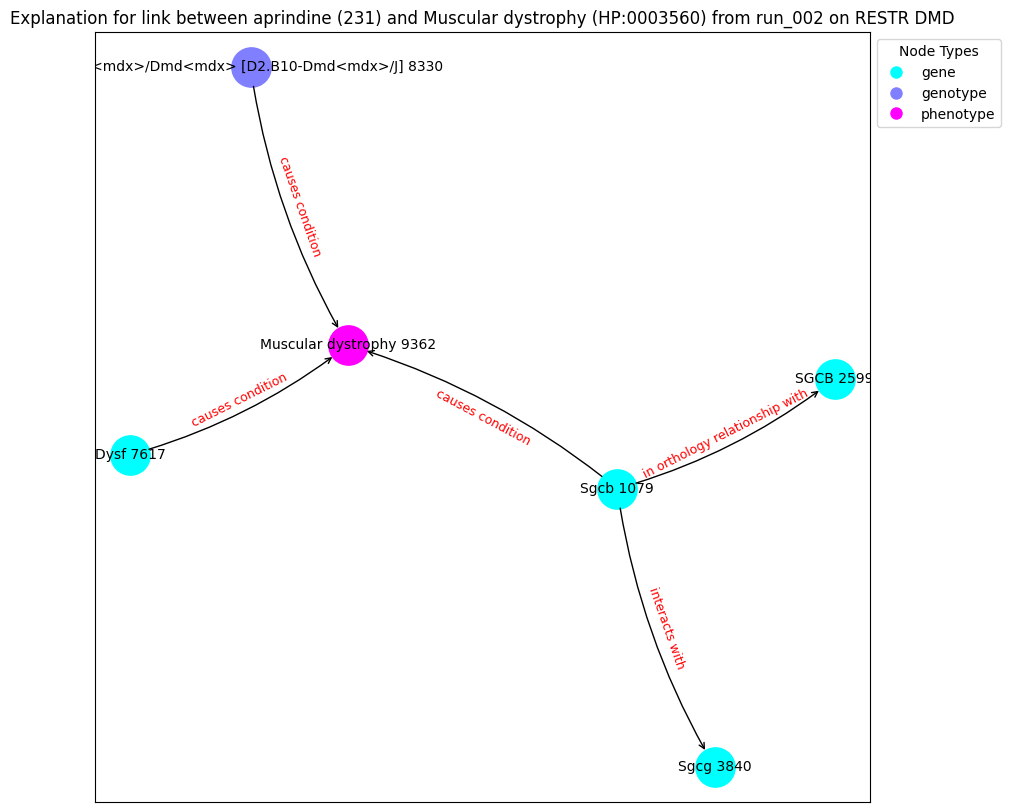 Explanation for link between aprindine (231) and Muscular dystrophy (HP:0003560) from run_002 on RESTR DMD
Node Types
gene
genotype
phenotype
<mdx>/Dmd<mdx> [D2.B10-Dmd<mdx>/J] 8330
causes condition
Muscular dystrophy 9362
SGCB 2599
causes condition
causes condition
in orthology relationship with
Dysf 7617
Sgcb 1079
interacts with
Sgcg 3840